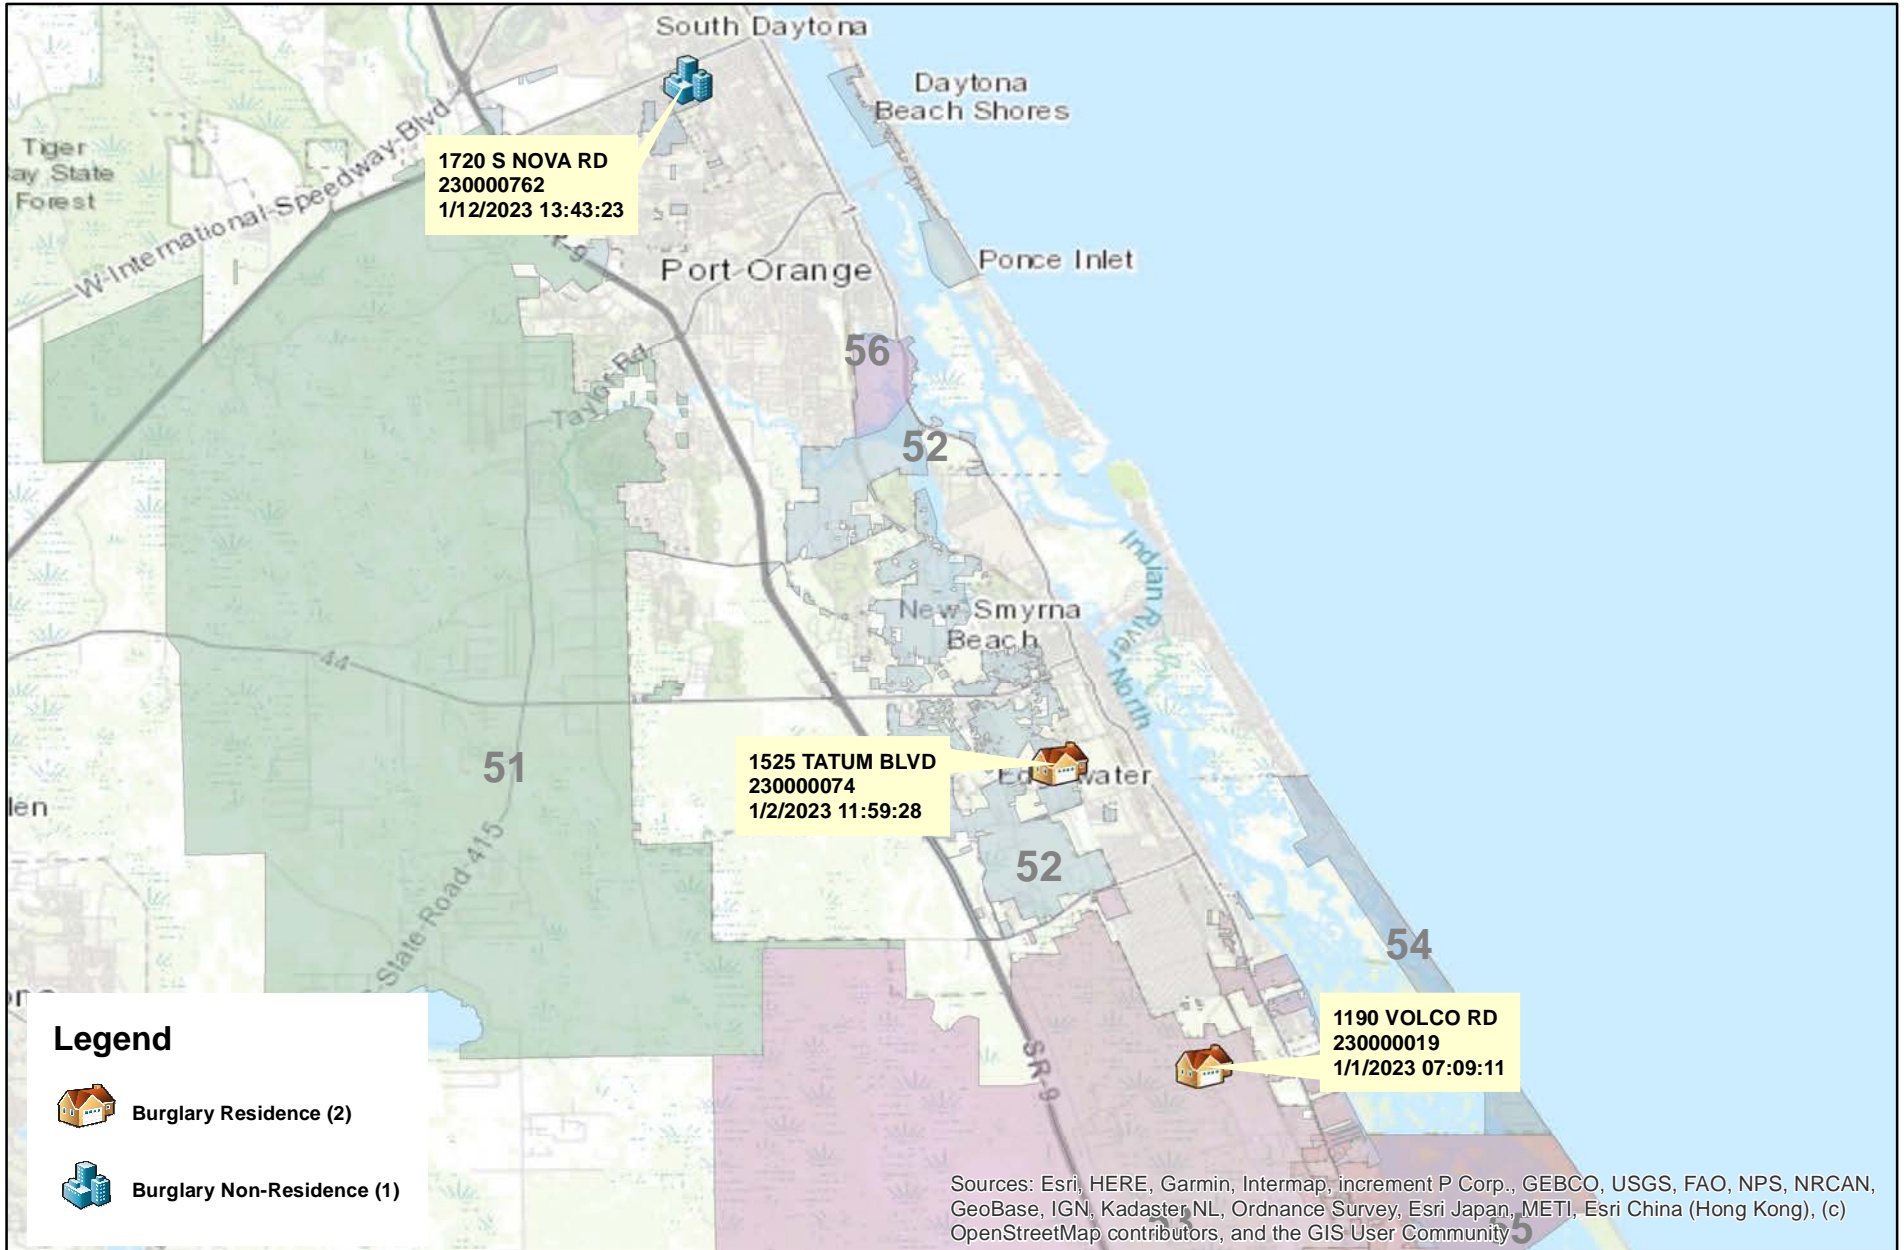 South Daytona
Daytona
Beach Shores
Tiger
ay State
Forest
W-International-Speedway-Blvd
1720 S NOVA RD
230000762
1/12/2023 13:43:23
1
Port Orange
Ponce Inlet
56
Taylor Rd
52
Indian River North
New Smyrna
Beach
44
51
1525 TATUM BLVD
230000074
1/2/2023 11:59:28
water
len
52
State-Road-415
54
1190 VOLCO RD
230000019
1/1/2023 07:09:11
SR-9
Legend
Burglary Residence (2)
Burglary Non-Residence (1)
Sources: Esri, HERE, Garmin, Intermap, increment P Corp., GEBCO, USGS, FAO, NPS, NRCAN,
GeoBase, IGN, Kadaster NL, Ordnance Survey, Esri Japan, METI, Esri China (Hong Kong), (c)
OpenStreetMap contributors, and the GIS User Community